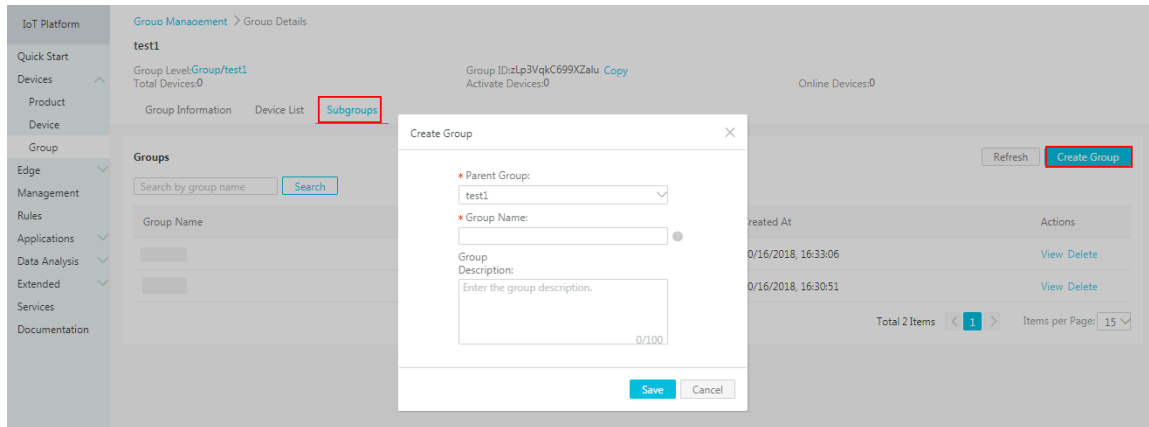 IoT Platform
Quick Start
Devices
Product
Device
Group
Edge
Management
Rules
Applications
Data Analysis
Extended
Services
Documentation
Group Management > Group Details
test1
Group Level:Group/test1 Group ID:zLp3VqkC699XZalu Copy
Total Devices:0 Activate Devices:0 Online Devices:0
Group Information Device List Subgroups
Groups Refresh Create Group
Search by group name Search
Group Name reated At Actions
0/16/2018, 16:33:06 View Delete
0/16/2018, 16:30:51 View Delete
Total 2 Items < 1 > Items per Page: 15
Create Group
* Parent Group:
test1
* Group Name:
Group
Description:
Enter the group description.
0/100
Save Cancel